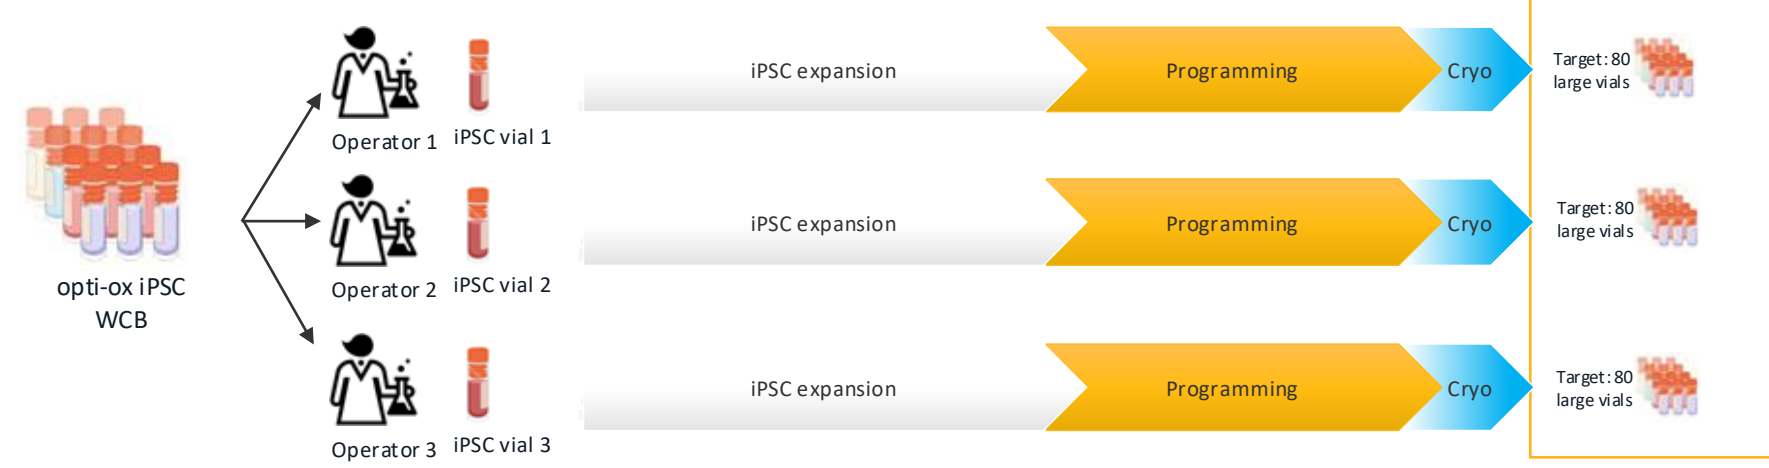 opti-ox iPSC
WCB
Operator 1
iPSC vial 1
iPSC expansion
Programming
Cryo
Target: 80
large vials
Operator 2
iPSC vial 2
iPSC expansion
Programming
Cryo
Target: 80
large vials
Operator 3
iPSC vial 3
iPSC expansion
Programming
Cryo
Target: 80
large vials